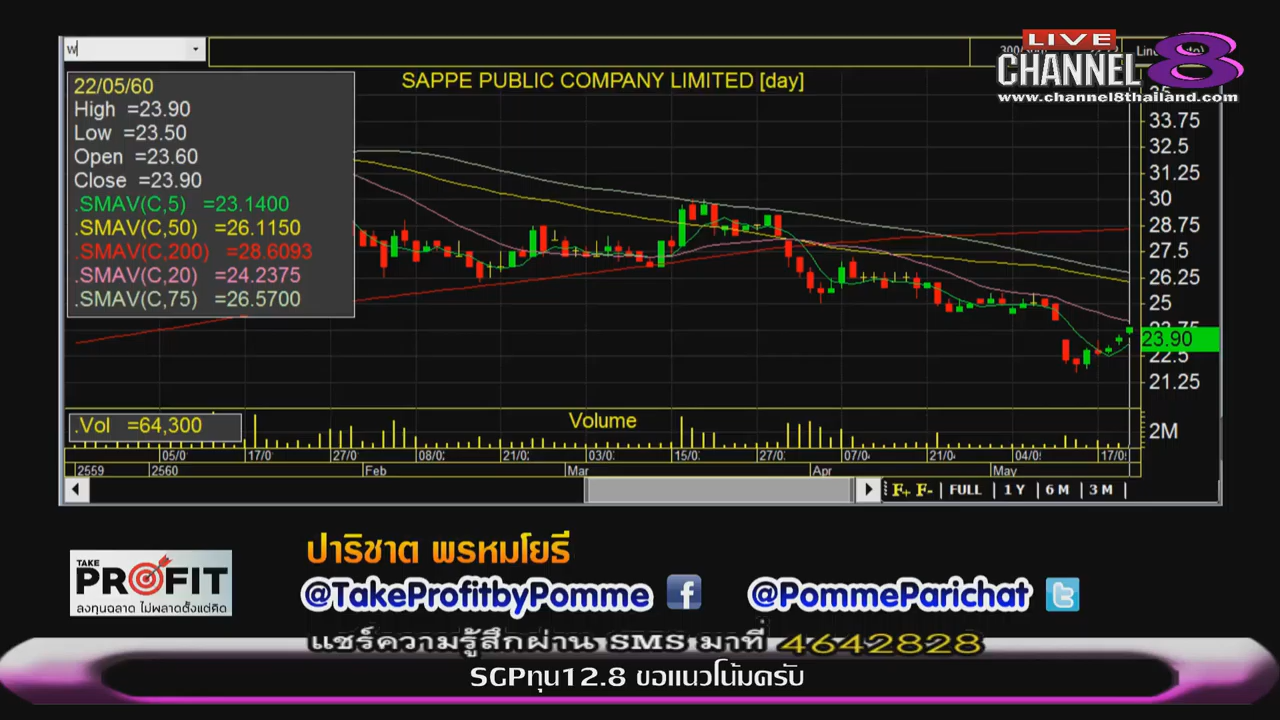 w
LIVE
CHANNEL 8
www.channel8thailand.com
SAPPE PUBLIC COMPANY LIMITED [day]
22/05/60
High =23.90
Low =23.50
Open =23.60
Close =23.90
.SMAV(C,5) =23.1400
.SMAV(C,50) =26.1150
.SMAV(C,200) =28.6093
.SMAV(C,20) =24.2375
.SMAV(C,75) =26.5700
33.75
32.5
31.25
30
28.75
27.5
26.25
25
23.75
23.90
22.5
21.25
.Vol =64,300
Volume
2M
05/0 17/0 27/0 08/0 21/0 03/0 15/0 27/0 07/0 21/0 04/0 17/0
2559 2560 Feb Mar Apr May
F+ F- FULL 1 Y 6 M 3 M
TAKE
PROFIT
ลงทุนฉลาด ไม่พลาดตั้งแต่คิด
ปาริชาต พรหมโยธี
@TakeProfitbyPomme f @PommeParichat t
แชร์ความรู้สึกผ่าน SMS มาที่ 4642828
SGPทุน12.8 ขอแนวโน้มครับ